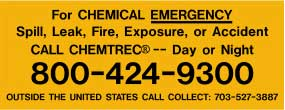 For CHEMICAL EMERGENCY
Spill, Leak, Fire, Exposure, or Accident
CALL CHEMTREC® -- Day or Night
800-424-9300
OUTSIDE THE UNITED STATES CALL COLLECT: 703-527-3887